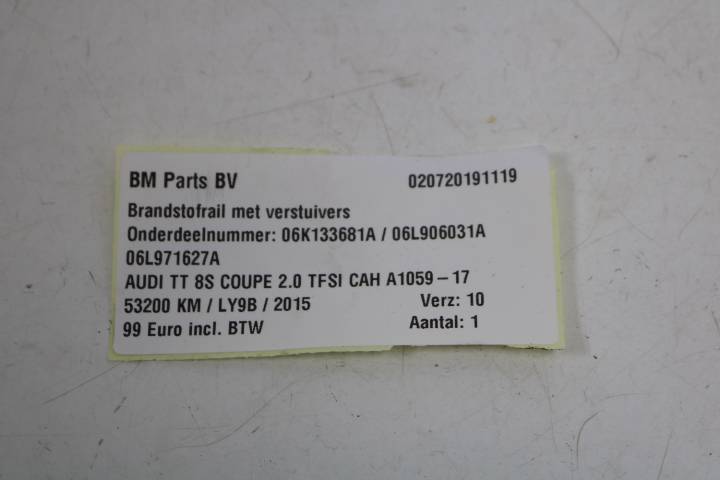 BM Parts BV 020720191119
Brandstofrail met verstuivers
Onderdeelnummer: 06K133681A / 06L906031A
06L971627A
AUDI TT 8S COUPE 2.0 TFSI CAH A1059-17
53200 KM / LY9B / 2015 Verz: 10
99 Euro incl. BTW Aantal: 1